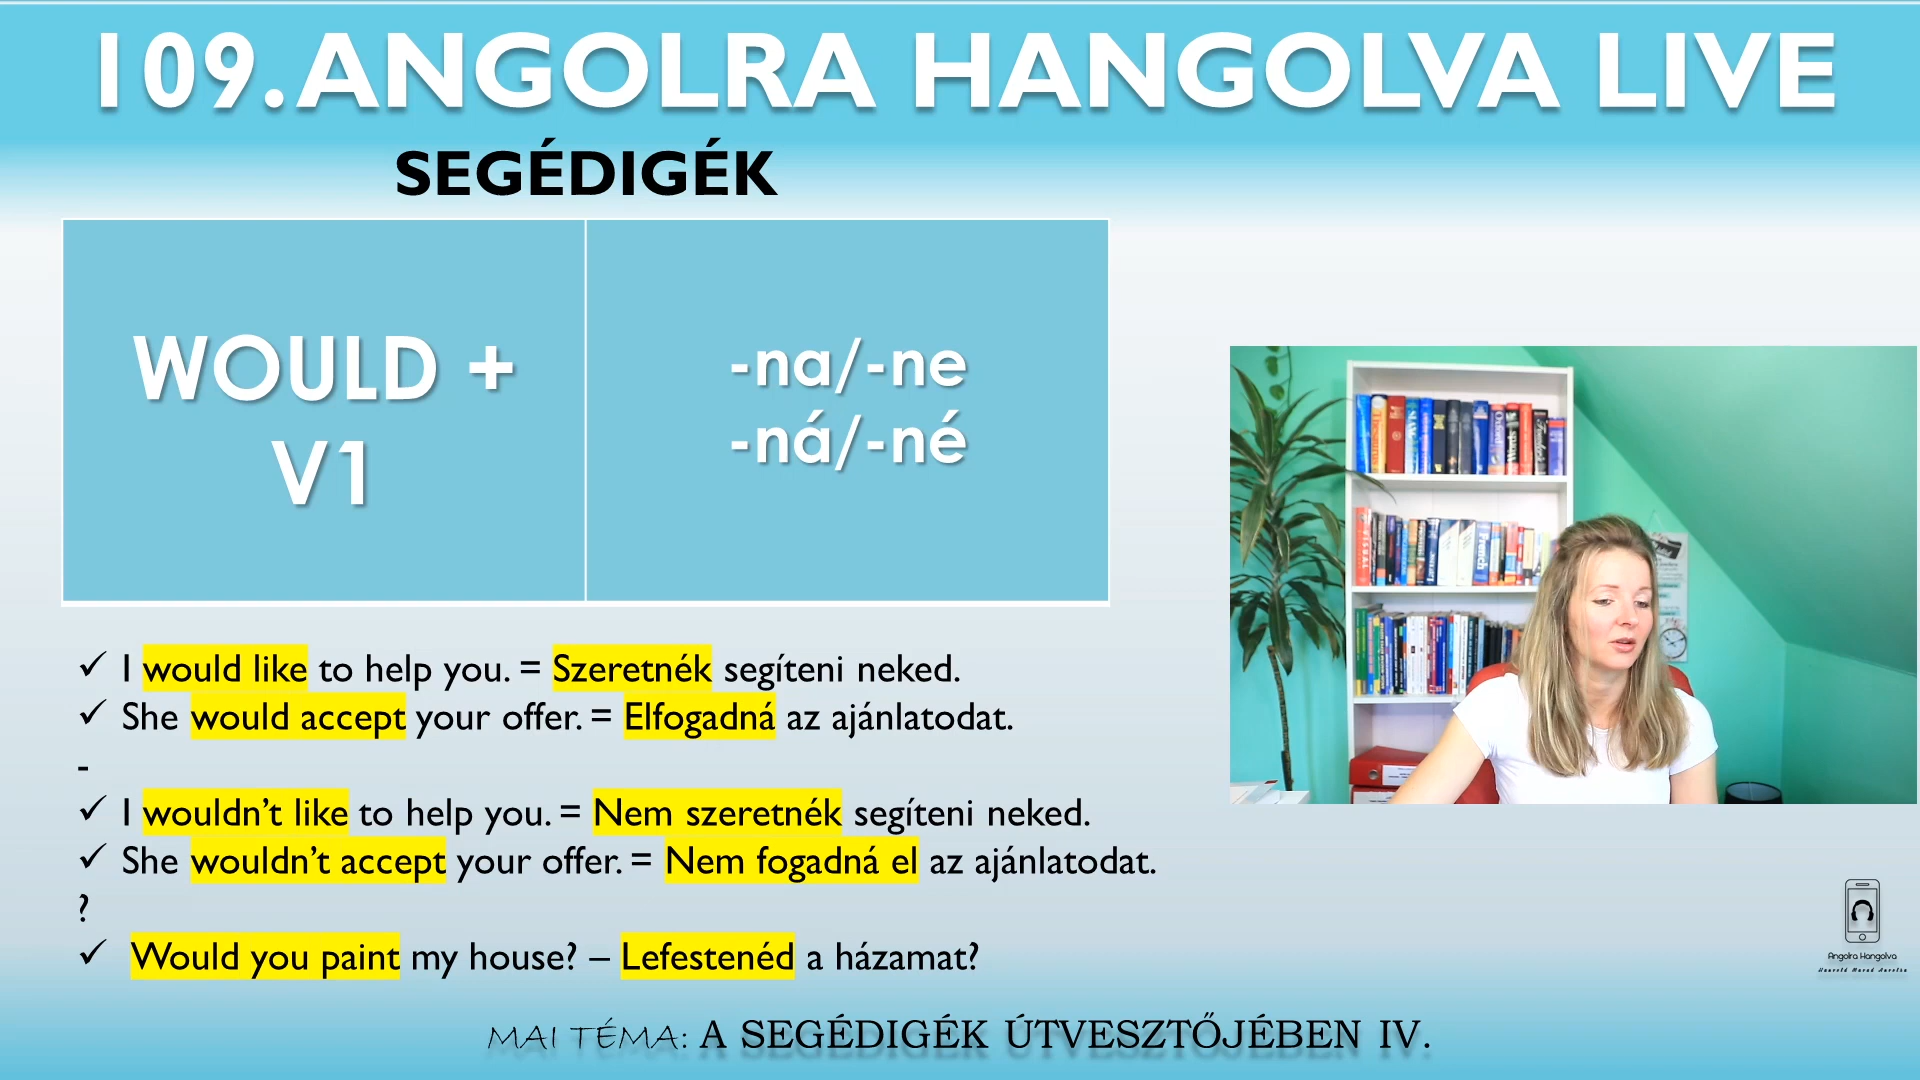 109. ANGOLRA HANGOLVA LIVE
SEGÉDIGÉK
WOULD +
V1
-na/-ne
-ná/-né
✓ I would like to help you. = Szeretnék segíteni neked.
✓ She would accept your offer. = Elfogadná az ajánlatodat.
-
✓ I wouldn't like to help you. = Nem szeretnék segíteni neked.
✓ She wouldn't accept your offer. = Nem fogadná el az ajánlatodat.
?
✓ Would you paint my house? – Lefestenéd a házamat?
French
Angolra Hangolva
MAI TÉMA: A SEGÉDIGÉK ÚTVESZTŐJÉBEN IV.